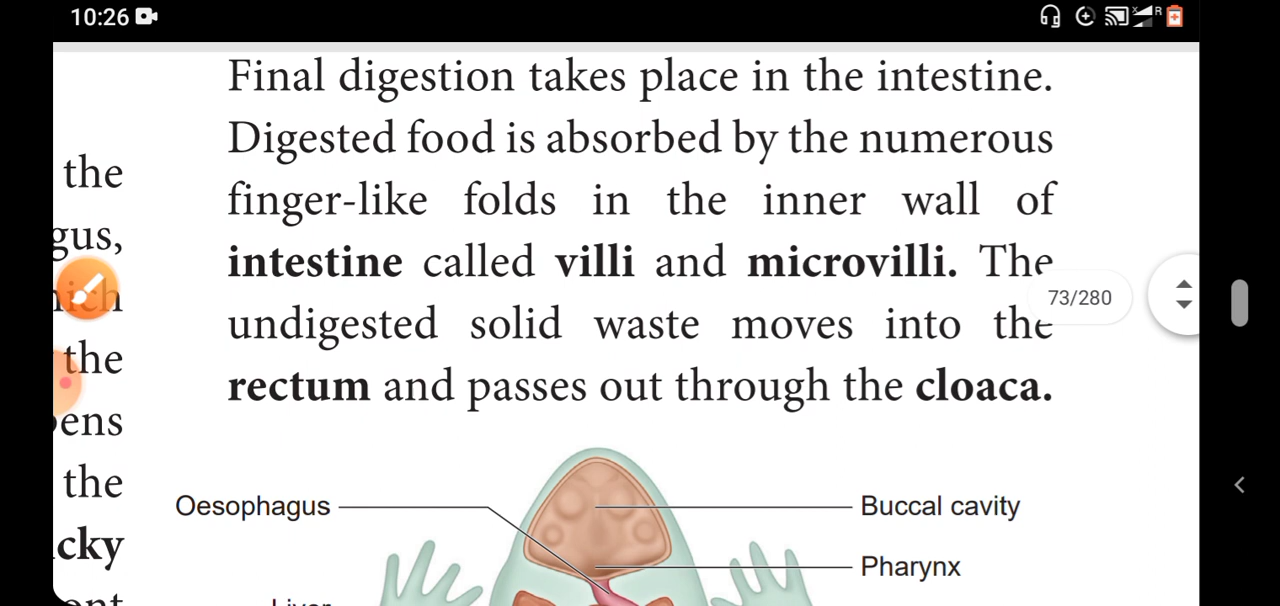 10:26
R
the
gus,
the
the
Final digestion takes place in the intestine.
Digested food is absorbed by the numerous
finger-like folds in the inner wall of
intestine called villi and microvilli. The
undigested solid waste moves into the
rectum and passes out through the cloaca.
73/280
Oesophagus
Buccal cavity
Pharynx
Liver